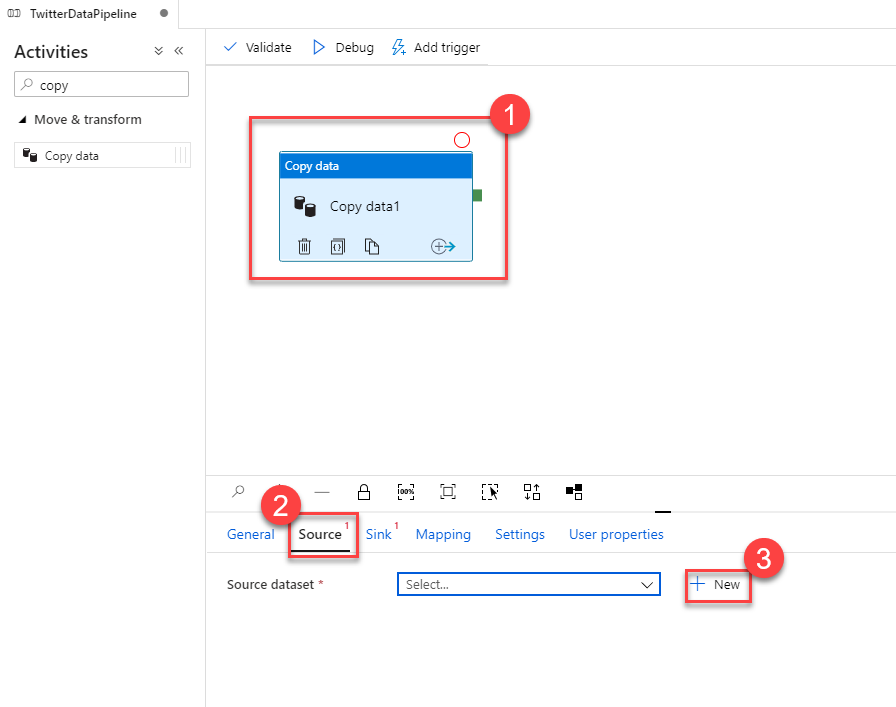 TwitterDataPipeline
Activities
copy
Move & transform
Copy data
Validate
Debug
Add trigger
1
Copy data
Copy data1
{}
100%
2
General
Source 1
Sink 1
Mapping
Settings
User properties
3
Source dataset *
Select...
New